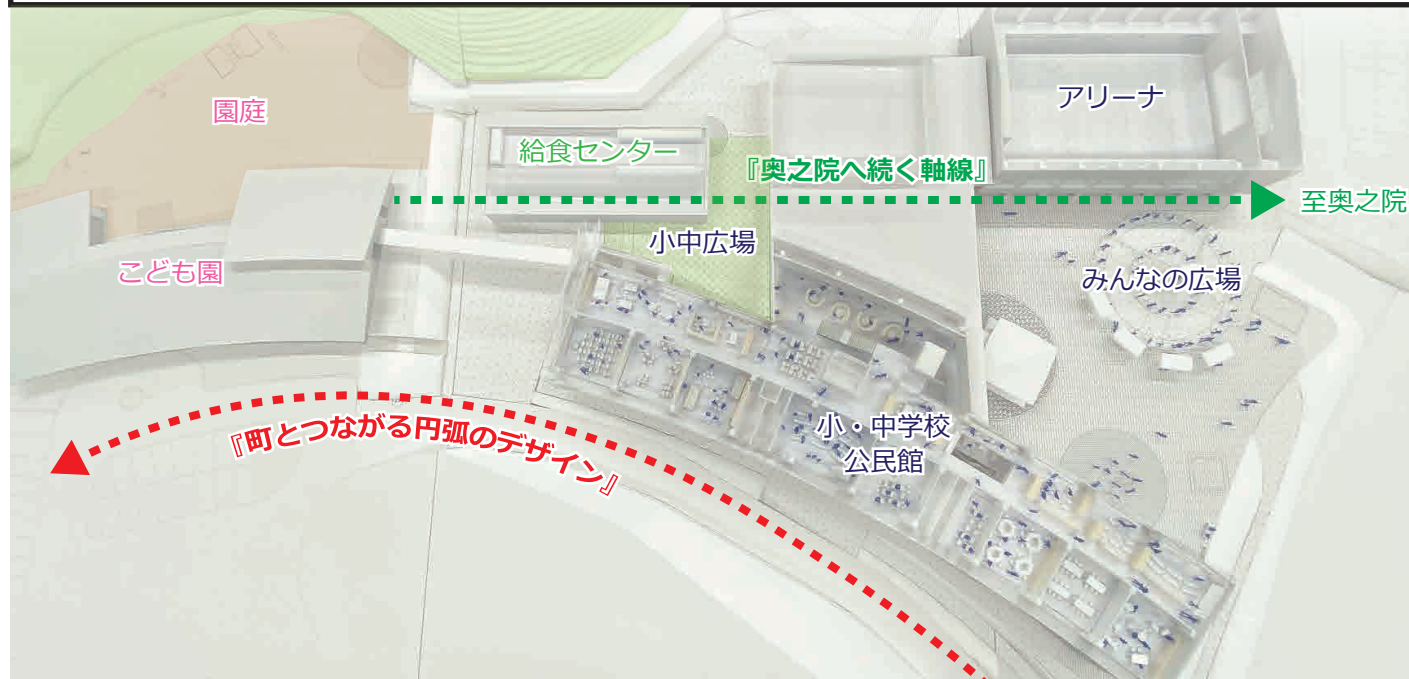 園庭
アリーナ
給食センター
『奥之院へ続く軸線』
至奥之院
小中広場
こども園
みんなの広場
小・中学校
公民館
『町とつながる円弧のデザイン』